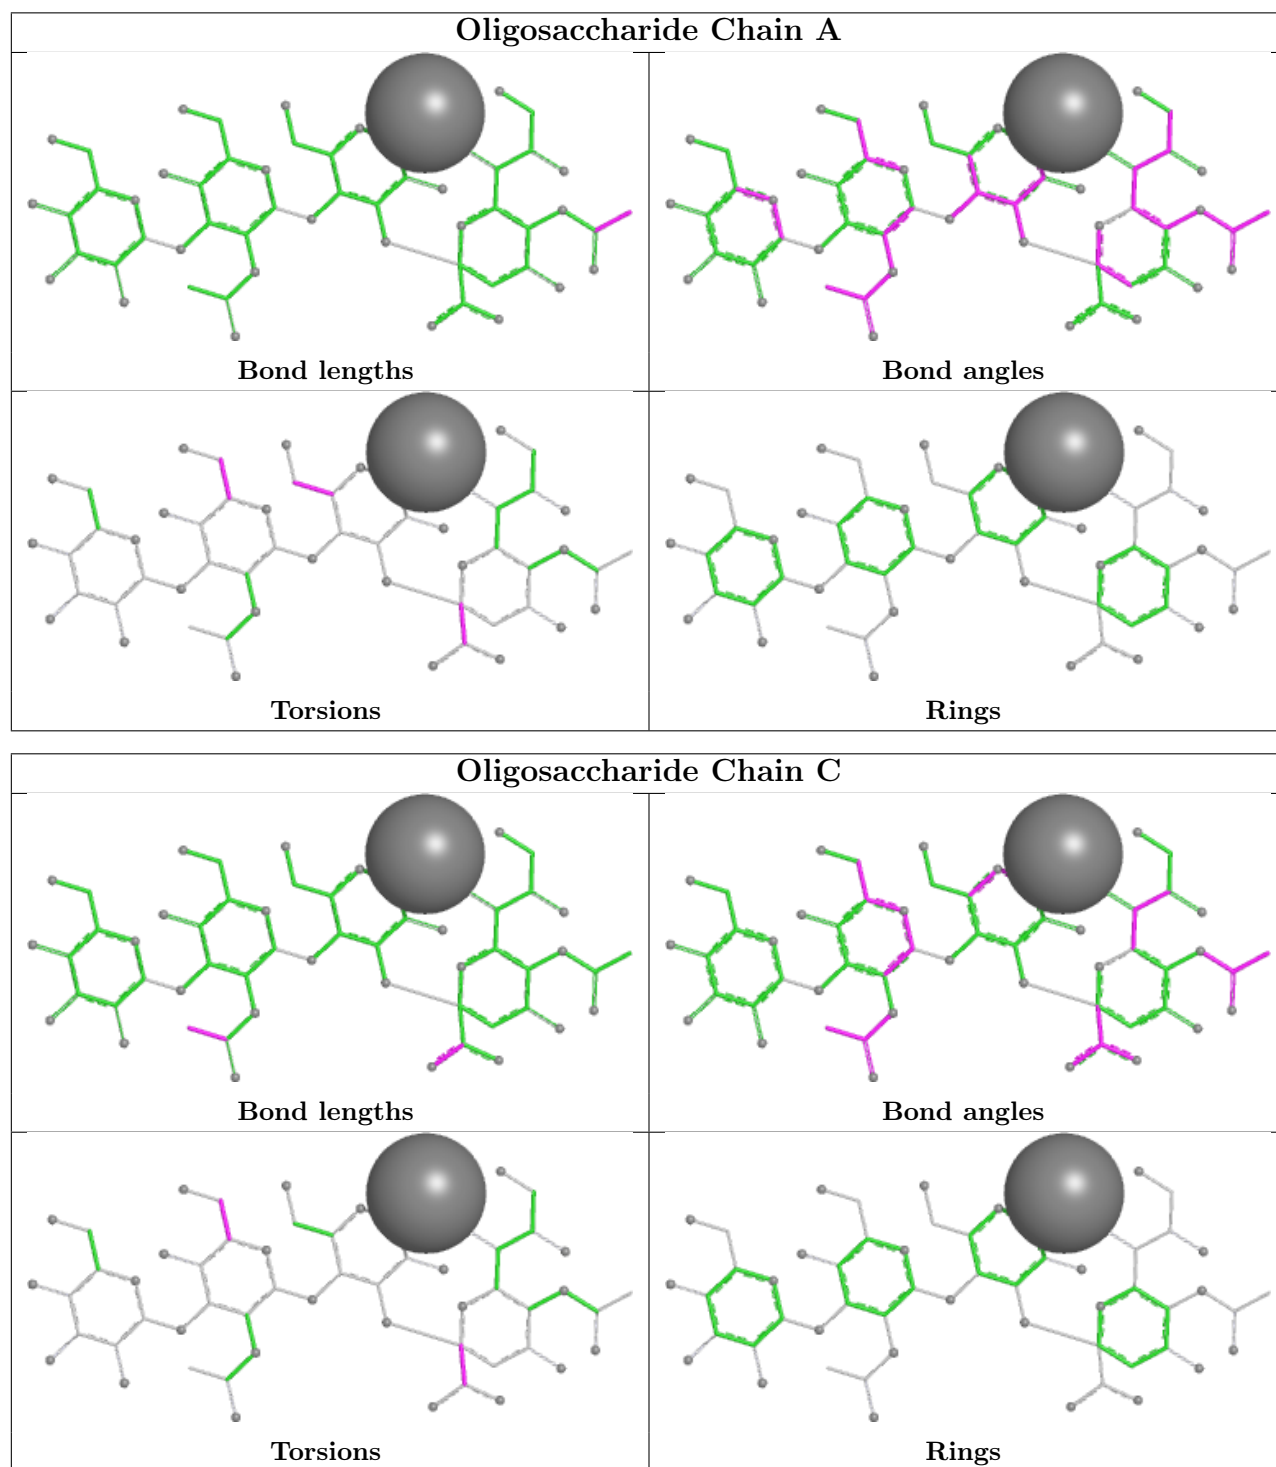 Oligosaccharide Chain A
Bond lengths
Bond angles
Torsions
Rings
Oligosaccharide Chain C
Bond lengths
Bond angles
Torsions
Rings